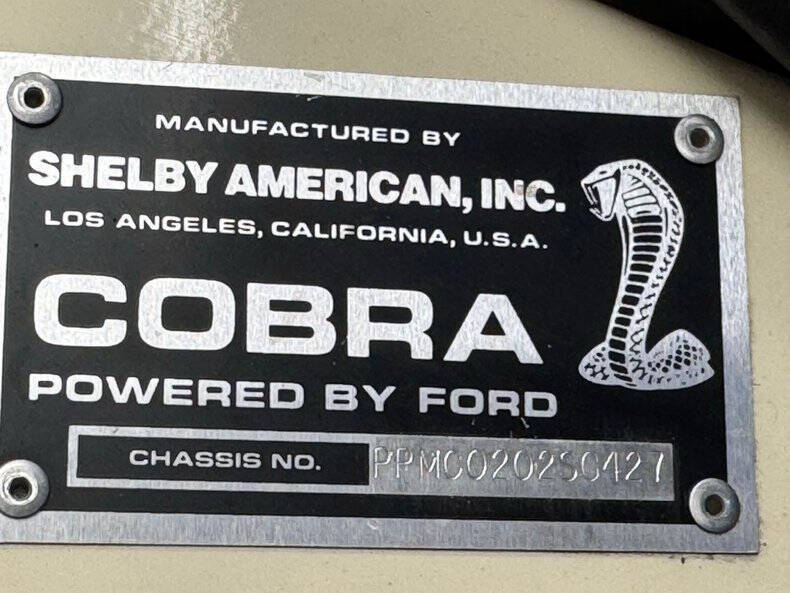 MANUFACTURED BY
SHELBY AMERICAN, INC.
LOS ANGELES, CALIFORNIA, U.S.A.
COBRA
POWERED BY FORD
CHASSIS NO. PPMC0202SC427